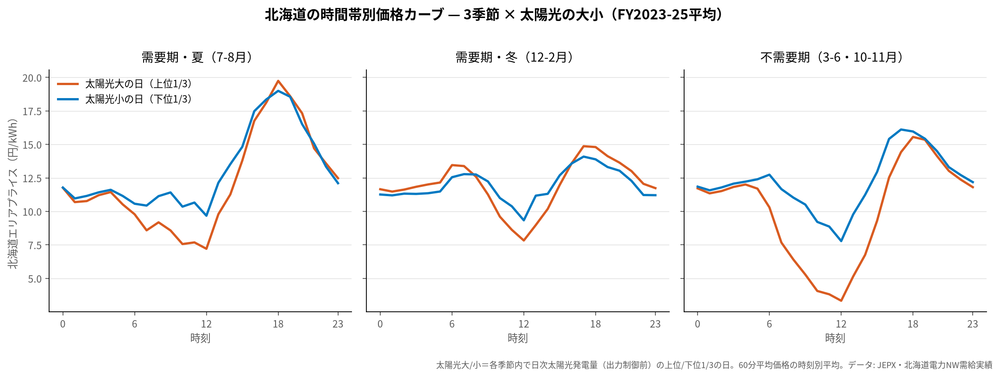 北海道の時間帯別価格カーブ — 3季節 × 太陽光の大小（FY2023-25平均）
需要期・夏（7-8月）
需要期・冬（12-2月）
不需要期（3-6・10-11月）
太陽光大の日（上位1/3）
太陽光小の日（下位1/3）
北海道エリアプライス（円/kWh）
20.0
17.5
15.0
12.5
10.0
7.5
5.0
0 6 12 18 23
0 6 12 18 23
0 6 12 18 23
時刻
時刻
時刻
太陽光大/小＝各季節内で日次太陽光発電量（出力制御前）の上位/下位1/3の日。60分平均価格の時刻別平均。データ: JEPX・北海道電力NW需給実績